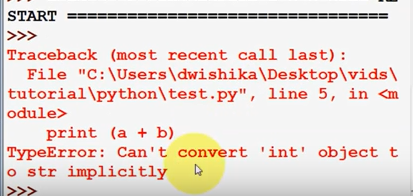 START ================================
>>>
Traceback (most recent call last):
  File "C:\Users\dwishika\Desktop\vids\
tutorial\python\test.py", line 5, in <m
odule>
    print (a + b)
TypeError: Can't convert 'int' object t
o str implicitly
>>>